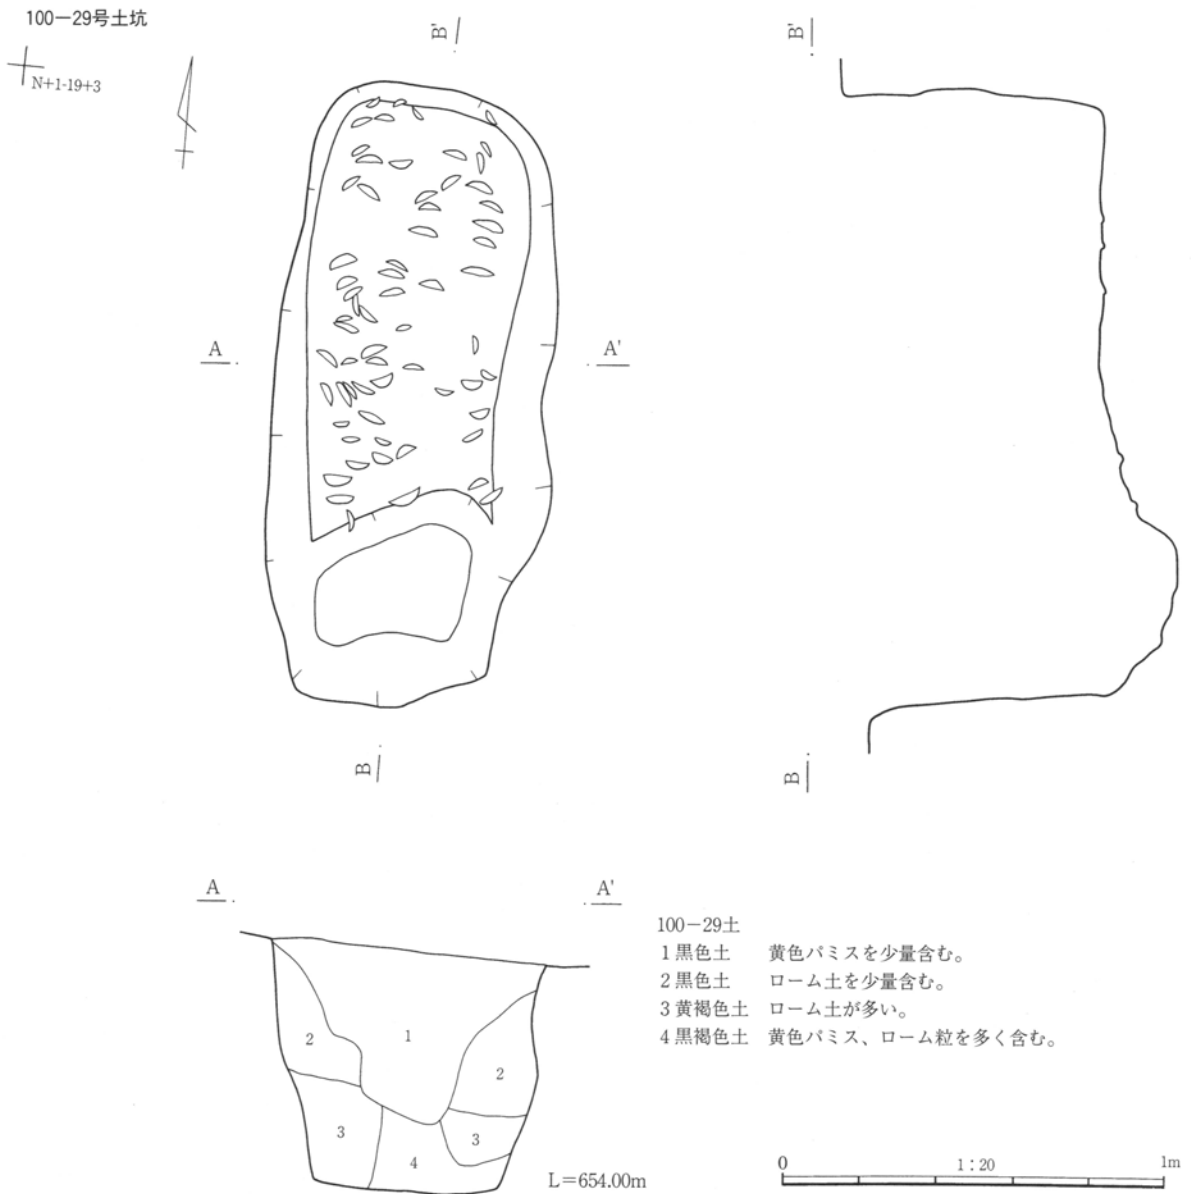 100−29号土坑
N+1-19+3
B'
B'
A
A'
B
B
A
A'
1
2
2
3
3
4
L=654.00m
100−29土
1 黒色土　黄色パミスを少量含む。
2 黒色土　ローム土を少量含む。
3 黄褐色土　ローム土が多い。
4 黒褐色土　黄色パミス、ローム粒を多く含む。
0　1：20　1m